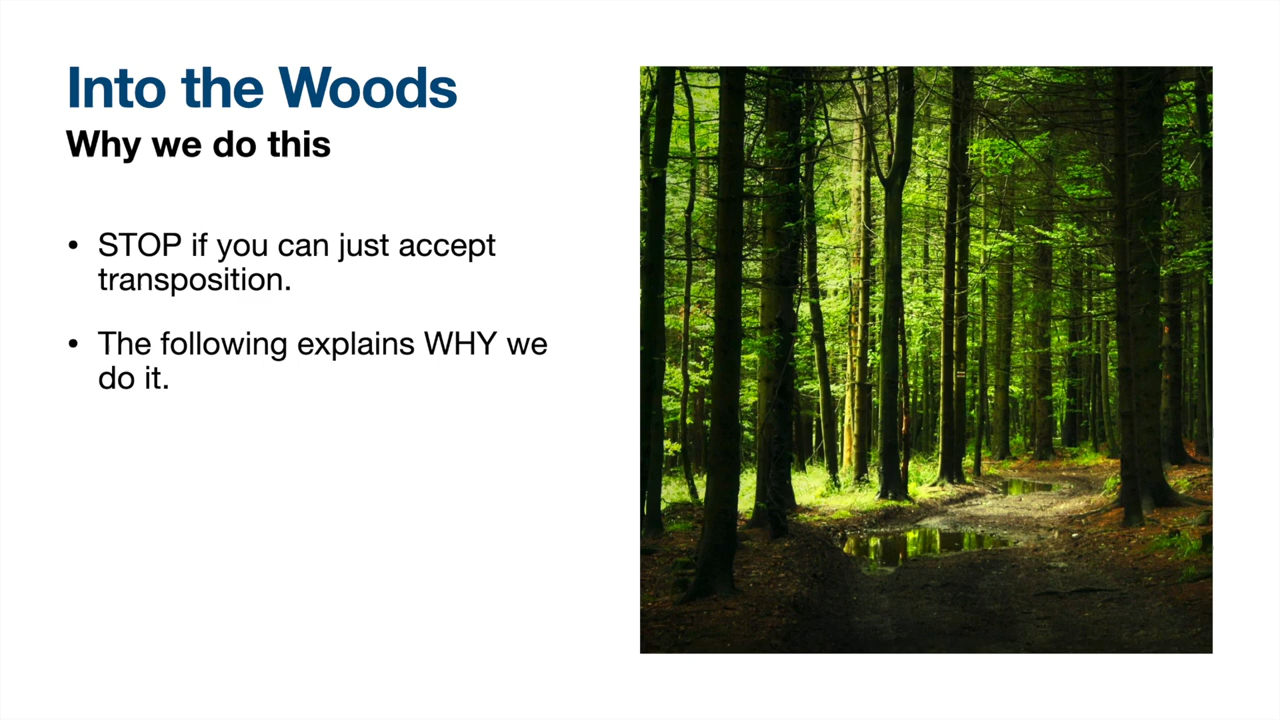 Into the Woods
Why we do this
• STOP if you can just accept
transposition.
• The following explains WHY we
do it.